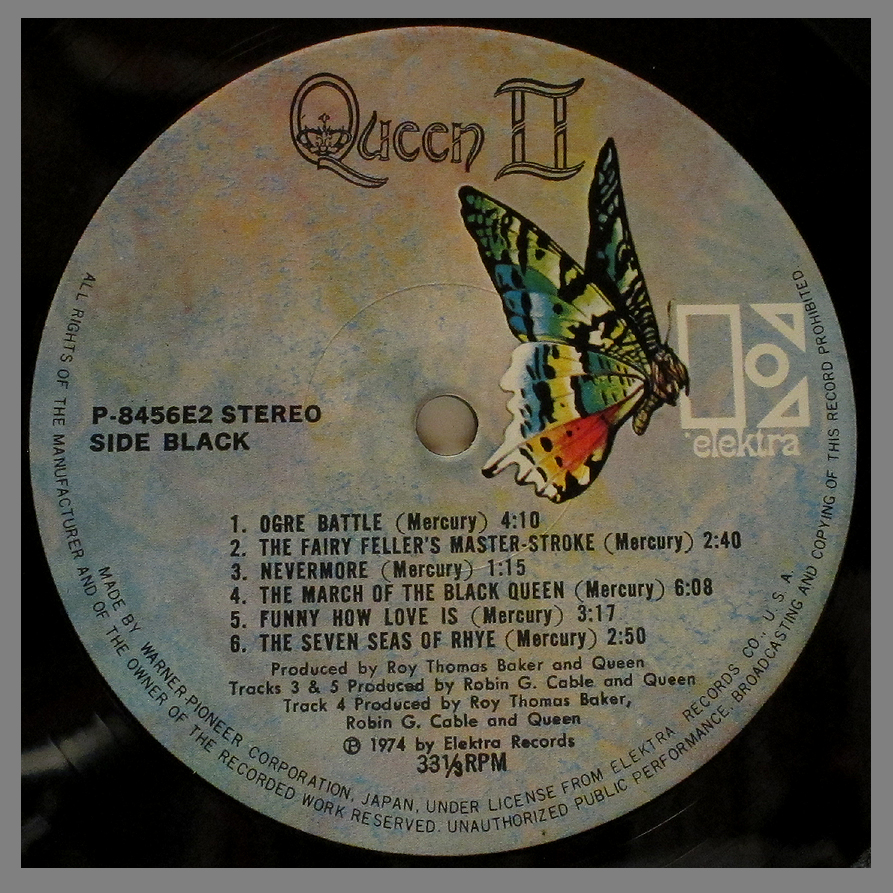 Queen II
elektra
P-8456E2 STEREO
SIDE BLACK
1. OGRE BATTLE (Mercury) 4:10
2. THE FAIRY FELLER'S MASTER-STROKE (Mercury) 2:40
3. NEVERMORE (Mercury) 1:15
4. THE MARCH OF THE BLACK QUEEN (Mercury) 6:08
5. FUNNY HOW LOVE IS (Mercury) 3:17
6. THE SEVEN SEAS OF RHYE (Mercury) 2:50
Produced by Roy Thomas Baker and Queen
Tracks 3 & 5 Produced by Robin G. Cable and Queen
Track 4 Produced by Roy Thomas Baker,
Robin G. Cable and Queen
Ⓟ 1974 by Elektra Records
33⅓RPM
MADE BY WARNER-PIONEER CORPORATION, JAPAN, UNDER LICENSE FROM ELEKTRA RECORDS CO., U.S.A.
ALL RIGHTS OF THE MANUFACTURER AND OF THE OWNER OF THE RECORDED WORK RESERVED. UNAUTHORIZED PUBLIC PERFORMANCE, BROADCASTING AND COPYING OF THIS RECORD PROHIBITED